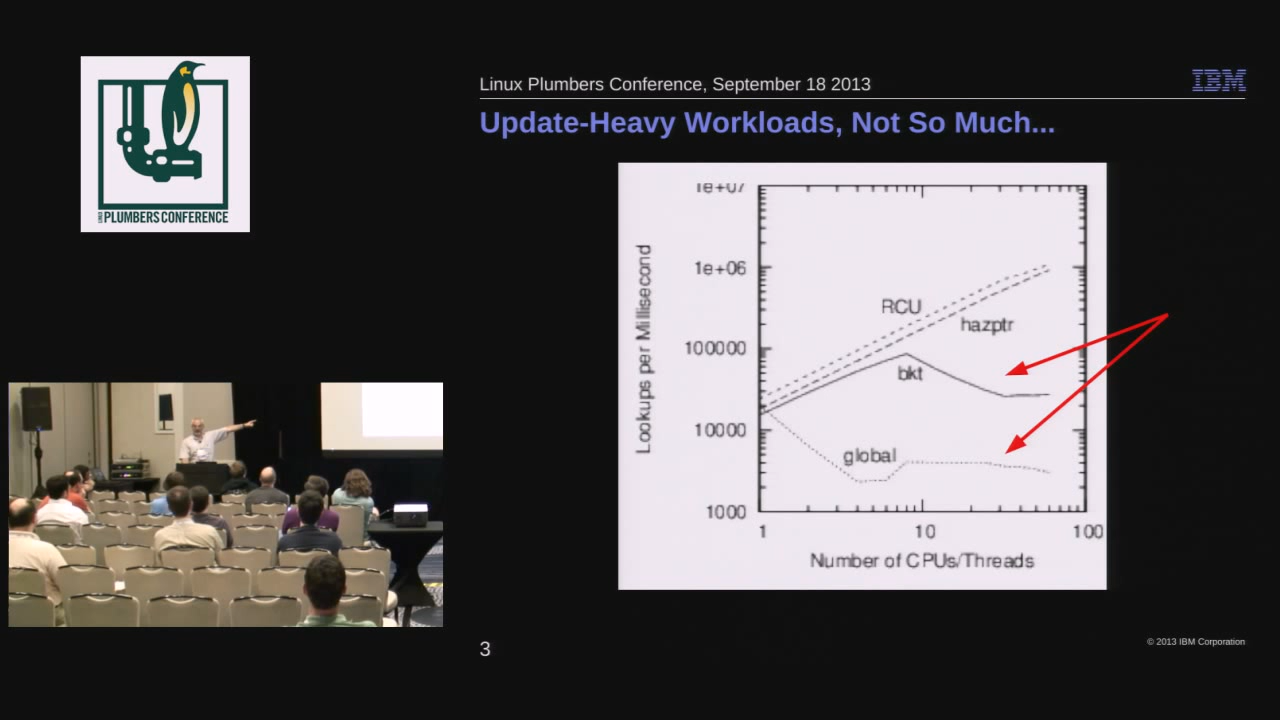 Linux Plumbers Conference, September 18 2013
IBM
Update-Heavy Workloads, Not So Much...
LINUX
PLUMBERS CONFERENCE
1e+07
1e+06
100000
10000
1000
Lookups per Millisecond
RCU
hazptr
bkt
global
1
10
100
Number of CPUs/Threads
3
© 2013 IBM Corporation